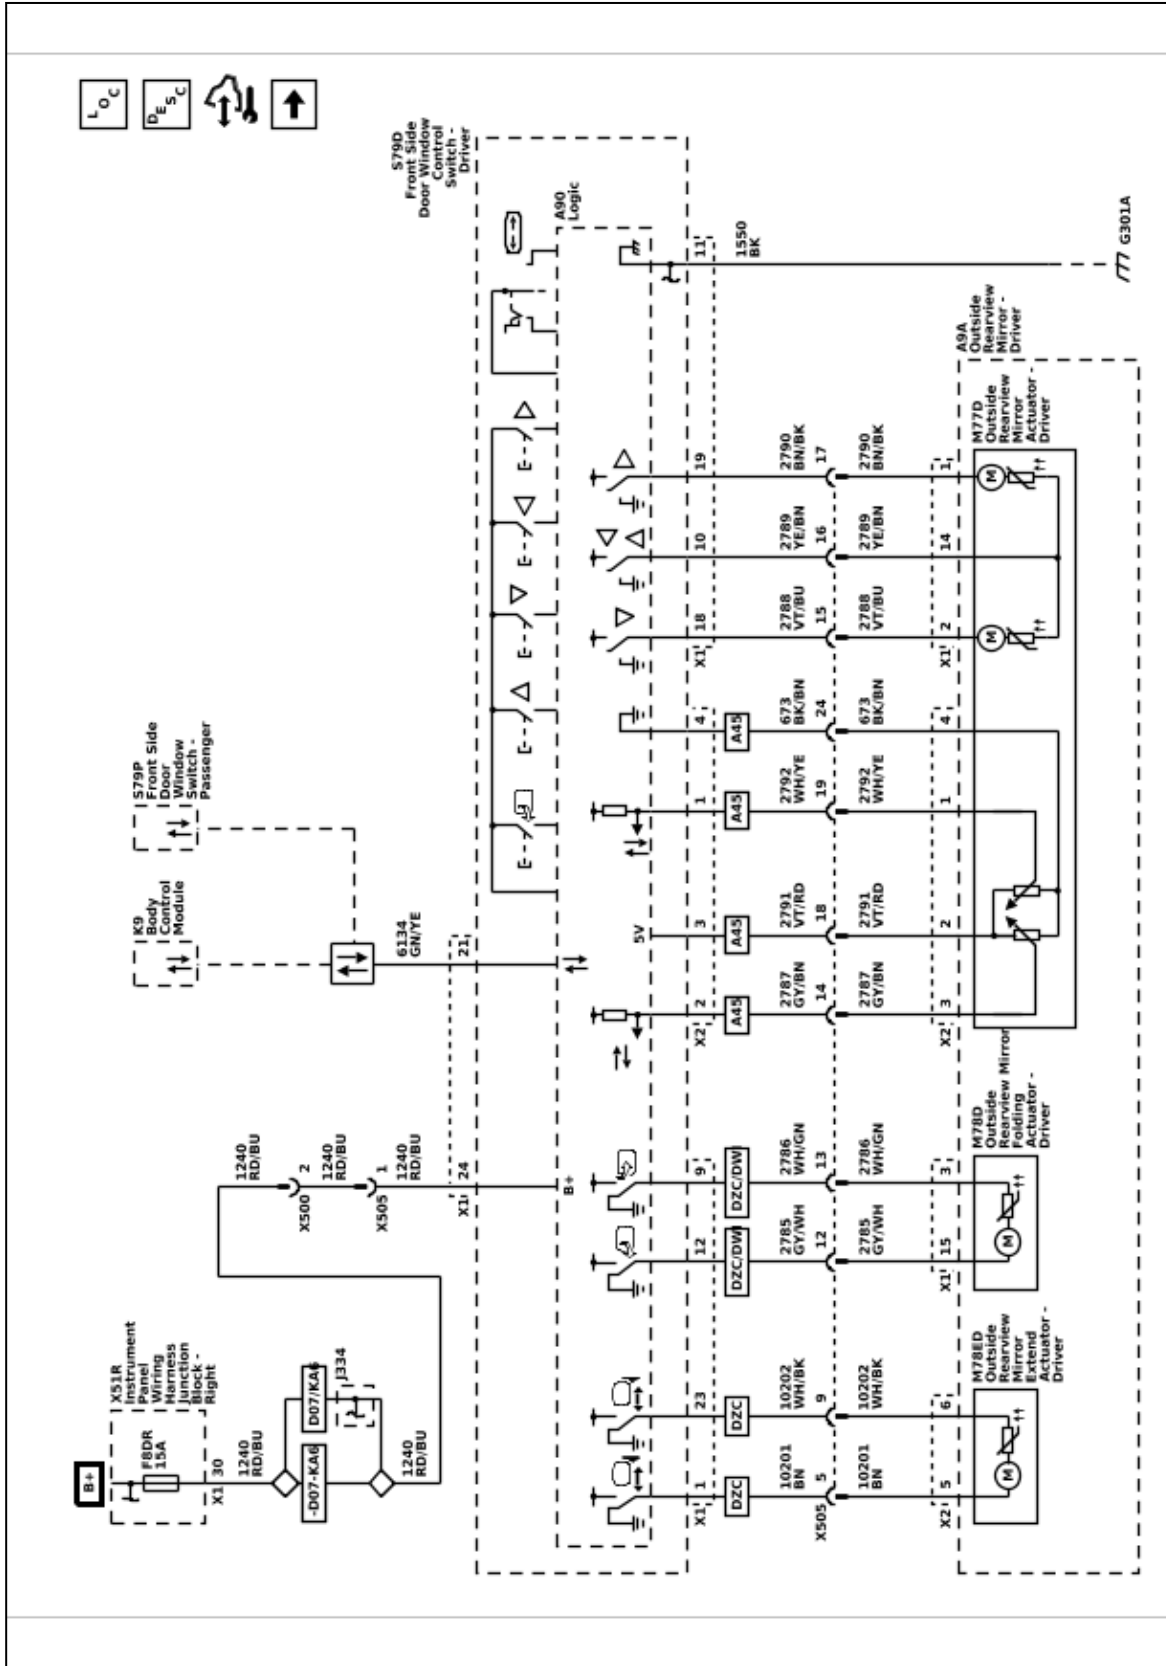 LOC
DESC
B+
X51R
Instrument
Panel
Wiring
Harness
Junction
Block -
Right
F8DR
15A
X1
30
1240
RD/BU
-D07-KA6
D07/KA6
J334
1240
RD/BU
1240
RD/BU
2
X500
1240
RD/BU
1
X505
1240
RD/BU
X1
24
K9
Body
Control
Module
S79P
Front Side
Door
Window
Switch -
Passenger
6134
GN/YE
21
S79D
Front Side
Door Window
Control
Switch -
Driver
A90
Logic
B+
5V
X1
1
23
12
9
X2
2
3
1
4
X1
18
10
19
11
DZC
DZC
DZC/DW
DZC/DW
A45
A45
A45
A45
10201
BN
10202
WH/BK
2785
GY/WH
2786
WH/GN
2787
GY/BN
2791
VT/RD
2792
WH/YE
673
BK/BN
2788
VT/BU
2789
YE/BN
2790
BN/BK
1550
BK
X505
5
9
12
13
14
18
19
24
15
16
17
10201
BN
10202
WH/BK
2785
GY/WH
2786
WH/GN
2787
GY/BN
2791
VT/RD
2792
WH/YE
673
BK/BN
2788
VT/BU
2789
YE/BN
2790
BN/BK
X2
5
6
X1
15
3
X2
3
2
1
4
X1
2
14
1
M78ED
Outside
Rearview
Mirror
Extend
Actuator -
Driver
M
M78D
Outside
Rearview Mirror
Folding
Actuator -
Driver
M
M77D
Outside
Rearview
Mirror
Actuator -
Driver
M
M
A9A
Outside
Rearview
Mirror -
Driver
G301A